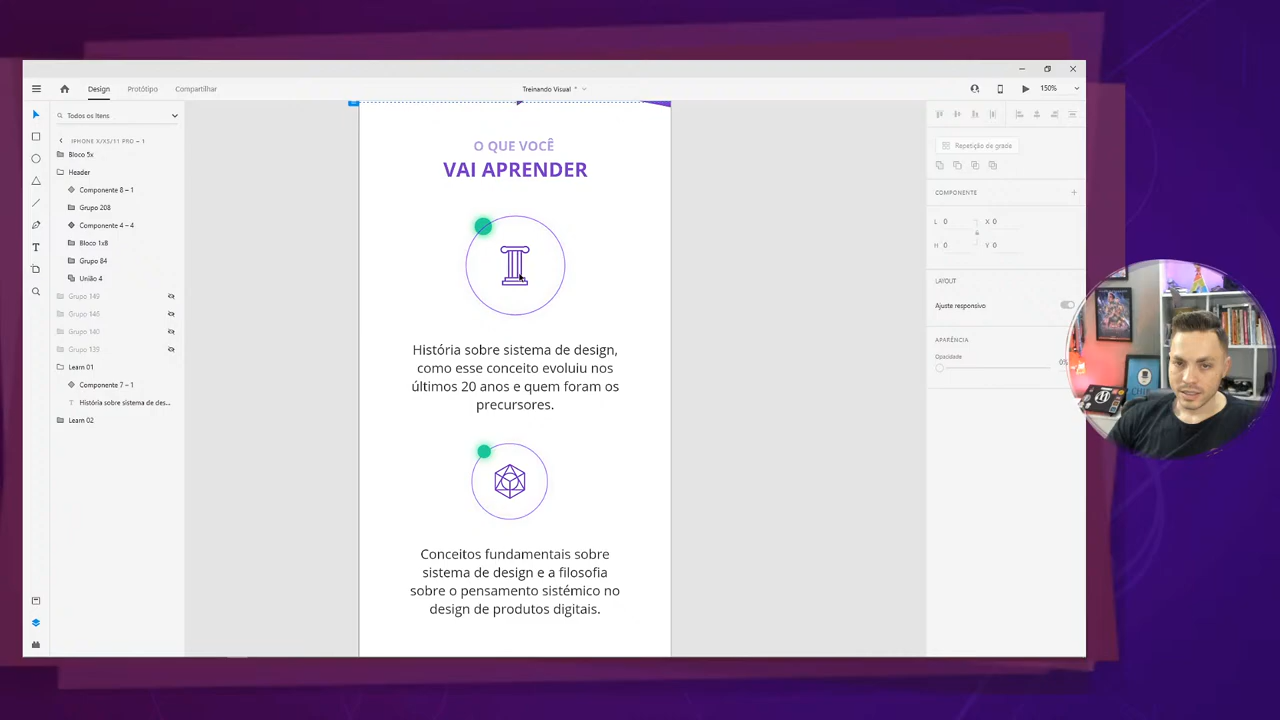 Design
Protótipo
Compartilhar
Treinando Visual *
150%
Todos os Itens
IPHONE X/XS/11 PRO – 1
Bloco 5x
Header
Componente 8 – 1
Grupo 208
Componente 4 – 4
Bloco 1x8
Grupo 84
União 4
Grupo 149
Grupo 146
Grupo 140
Grupo 139
Learn 01
Componente 7 – 1
História sobre sistema de des...
Learn 02
O QUE VOCÊ
VAI APRENDER
História sobre sistema de design,
como esse conceito evoluiu nos
últimos 20 anos e quem foram os
precursores.
Conceitos fundamentais sobre
sistema de design e a filosofia
sobre o pensamento sistémico no
design de produtos digitais.
Repetição de grade
COMPONENTE
L 0
X 0
H 0
Y 0
LAYOUT
Ajuste responsivo
APARÊNCIA
Opacidade